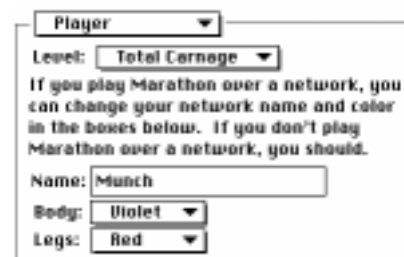 Player
Level: Total Carnage
If you play Marathon over a network, you
can change your network name and color
in the boxes below. If you don't play
Marathon over a network, you should.
Name: Munch
Body: Violet
Legs: Red